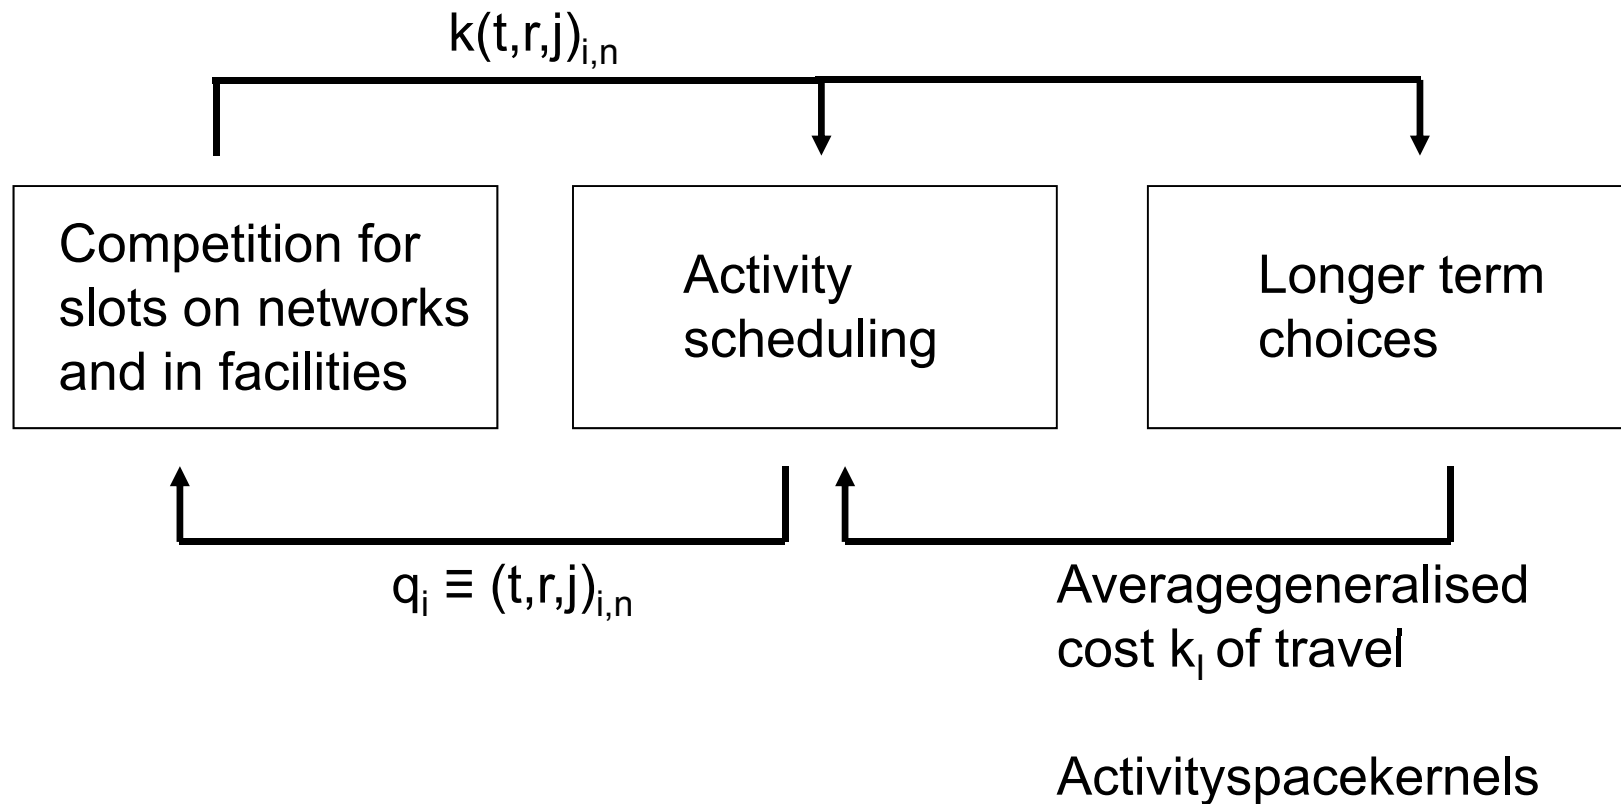 k(t,r,j)i,n
Competition for
slots on networks
and in facilities
Activity
scheduling
Longer term
choices
qi ≡ (t,r,j)i,n
Averagegeneralised
cost kl of travel
Activityspacekernels